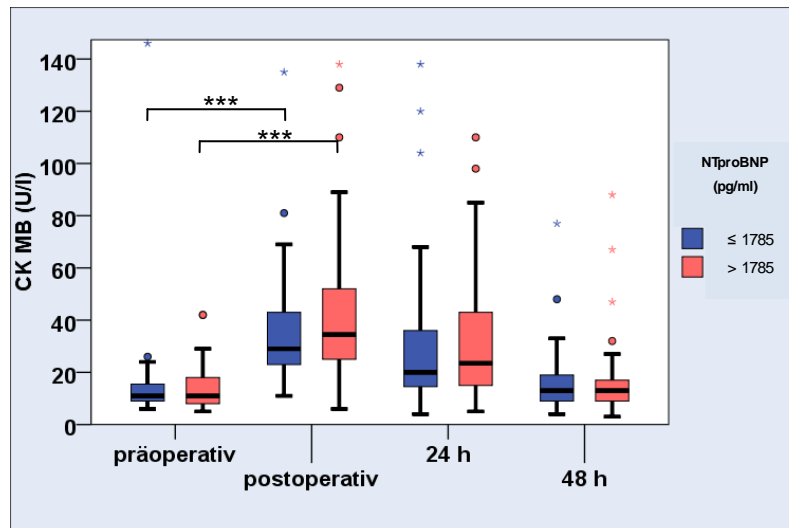 140
120
100
80
60
40
20
0
CK MB (U/l)
***
***
präoperativ
postoperativ
24 h
48 h
NTproBNP
(pg/ml)
≤ 1785
> 1785